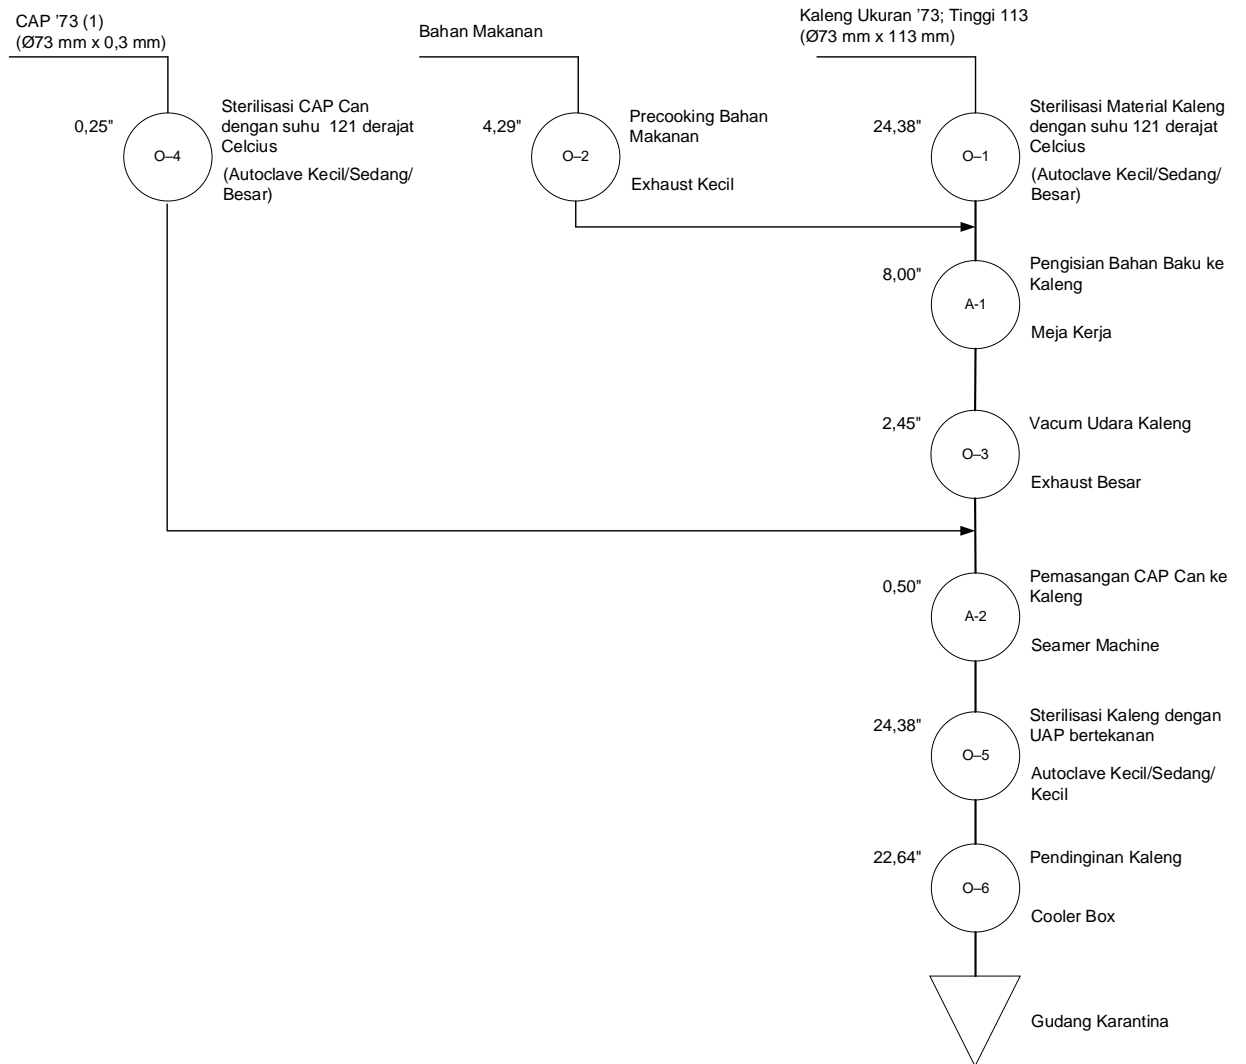 CAP '73 (1)
(Ø73 mm x 0,3 mm)
Bahan Makanan
Kaleng Ukuran '73; Tinggi 113
(Ø73 mm x 113 mm)
0,25"
O–4
Sterilisasi CAP Can
dengan suhu 121 derajat
Celcius
(Autoclave Kecil/Sedang/
Besar)
4,29"
O–2
Precooking Bahan
Makanan
Exhaust Kecil
24,38"
O–1
Sterilisasi Material Kaleng
dengan suhu 121 derajat
Celcius
(Autoclave Kecil/Sedang/
Besar)
8,00"
A-1
Pengisian Bahan Baku ke
Kaleng
Meja Kerja
2,45"
O–3
Vacum Udara Kaleng
Exhaust Besar
0,50"
A-2
Pemasangan CAP Can ke
Kaleng
Seamer Machine
24,38"
O–5
Sterilisasi Kaleng dengan
UAP bertekanan
Autoclave Kecil/Sedang/
Kecil
22,64"
O–6
Pendinginan Kaleng
Cooler Box
Gudang Karantina